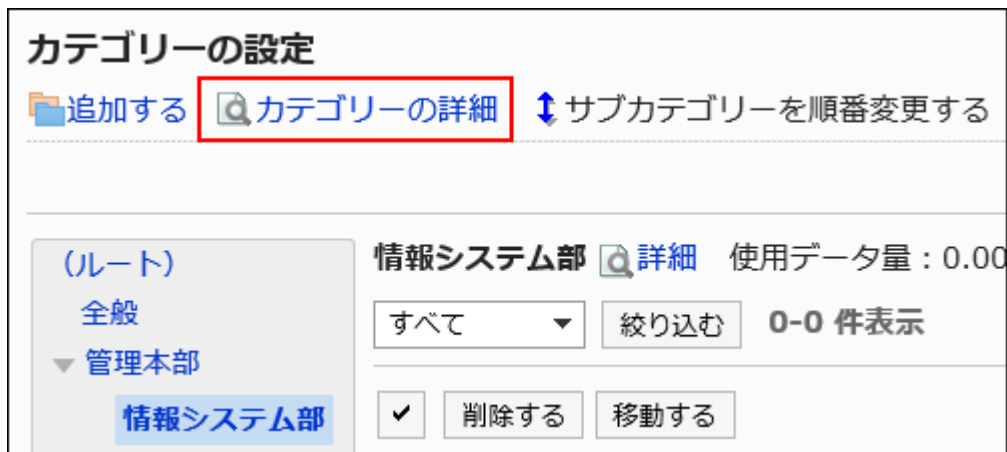 カテゴリーの設定
追加する カテゴリーの詳細 サブカテゴリーを順番変更する
(ルート)
全般
管理本部
情報システム部
情報システム部 詳細 使用データ量:0.00
すべて 絞り込む 0-0 件表示
削除する 移動する